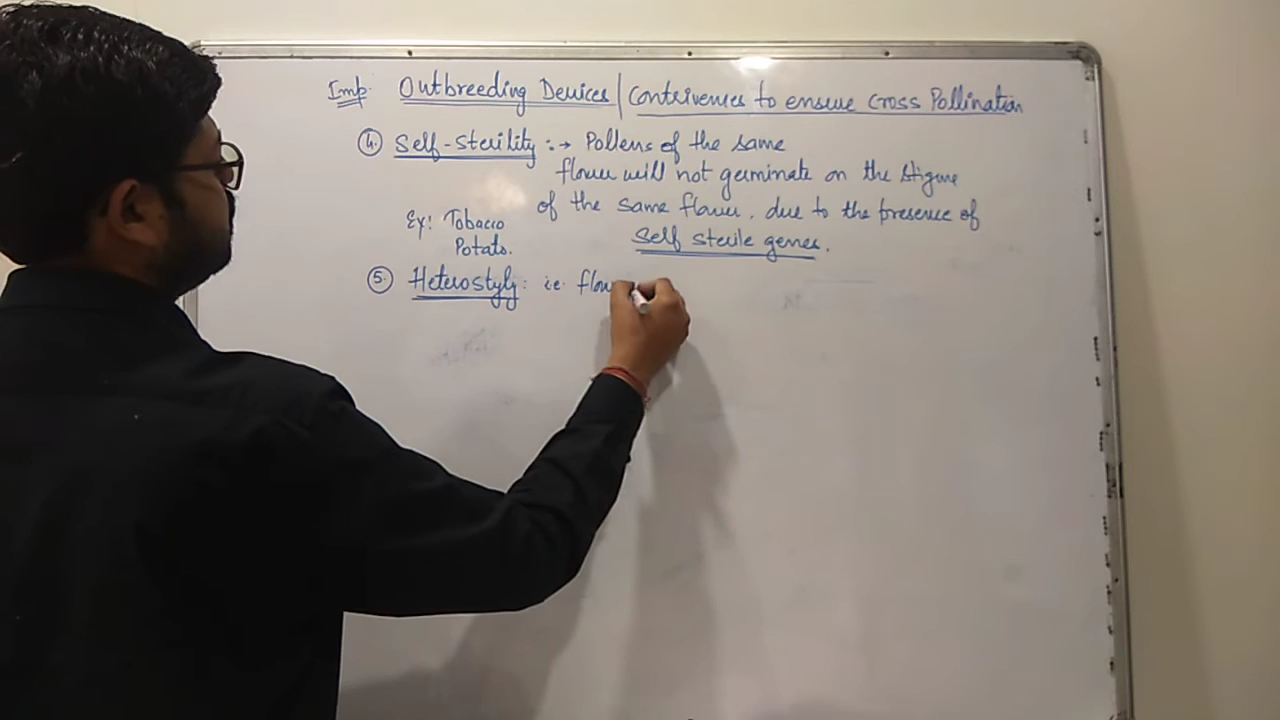 Imp. Outbreeding Devices / Contrivences to ensure Cross Pollination
4. Self-Sterility :→ Pollens of the same
flower will not germinate on the Stigma
of the same flower, due to the presence of
Ex: Tobacco
Self sterile genes.
Potato.
5. Heterostyly: i.e. flow